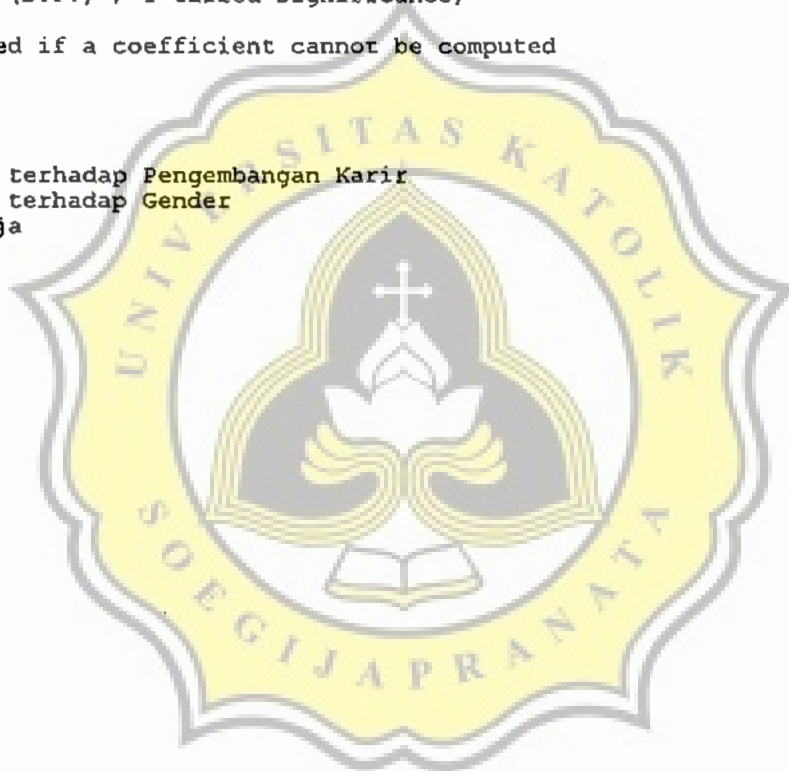 ed if a coefficient cannot be computed
terhadap Pengembangan Karir
terhadap Gender
ja
UNIVERSITAS KATOLIK
SOEGIJAPRANATA